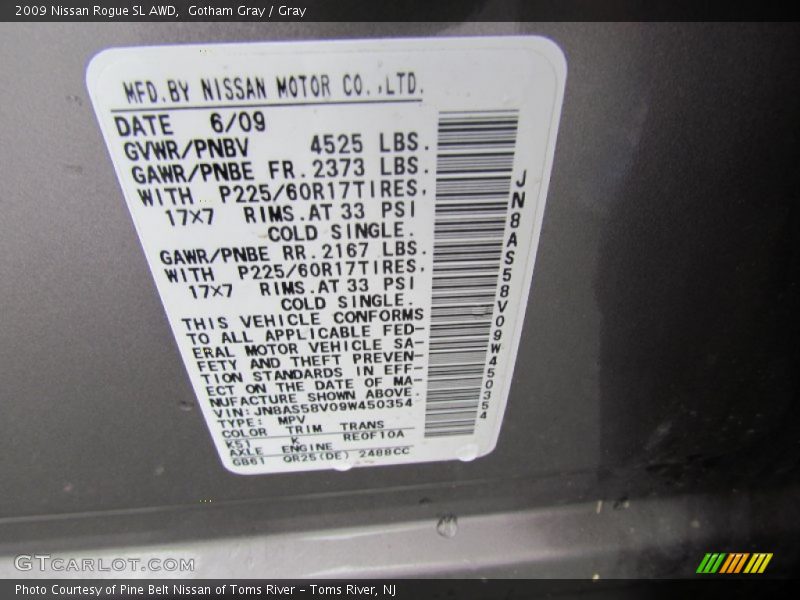 2009 Nissan Rogue SL AWD,  Gotham Gray / Gray
MFD.BY NISSAN MOTOR CO.,LTD.
DATE 6/09
GVWR/PNBV 4525 LBS.
GAWR/PNBE FR.2373 LBS.
WITH P225/60R17TIRES,
17X7 RIMS.AT 33 PSI
COLD SINGLE.
GAWR/PNBE RR.2167 LBS.
WITH P225/60R17TIRES,
17X7 RIMS.AT 33 PSI
COLD SINGLE.
THIS VEHICLE CONFORMS
TO ALL APPLICABLE FED-
ERAL MOTOR VEHICLE SA-
FETY AND THEFT PREVEN-
TION STANDARDS IN EFF-
ECT ON THE DATE OF MA-
NUFACTURE SHOWN ABOVE.
VIN:JN8AS58V09W450354
TYPE: MPV
COLOR TRIM TRANS
K51 K RE0F10A
AXLE ENGINE
GB61 QR25(DE) 2488CC
JN8AS58V09W450354
GTCARLOT.COM
Photo Courtesy of Pine Belt Nissan of Toms River – Toms River, NJ